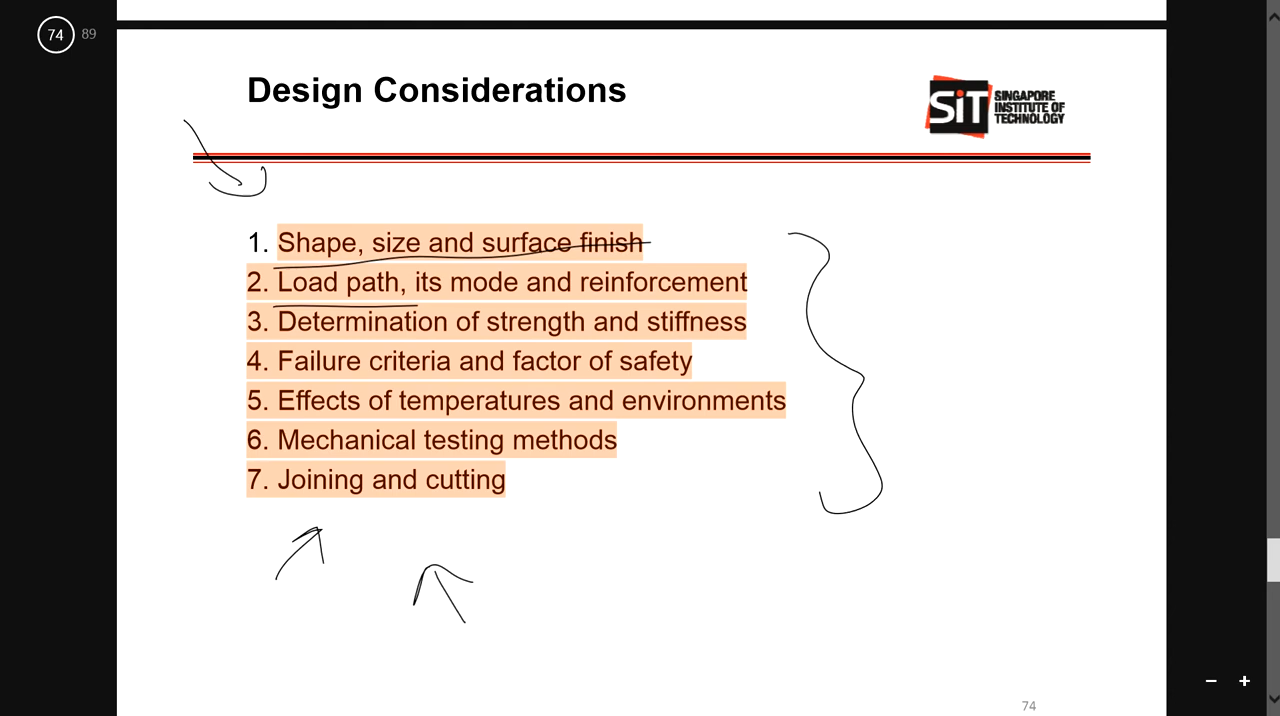 74 89
Design Considerations
SiT SINGAPORE
INSTITUTE OF
TECHNOLOGY
1. Shape, size and surface finish
2. Load path, its mode and reinforcement
3. Determination of strength and stiffness
4. Failure criteria and factor of safety
5. Effects of temperatures and environments
6. Mechanical testing methods
7. Joining and cutting
74